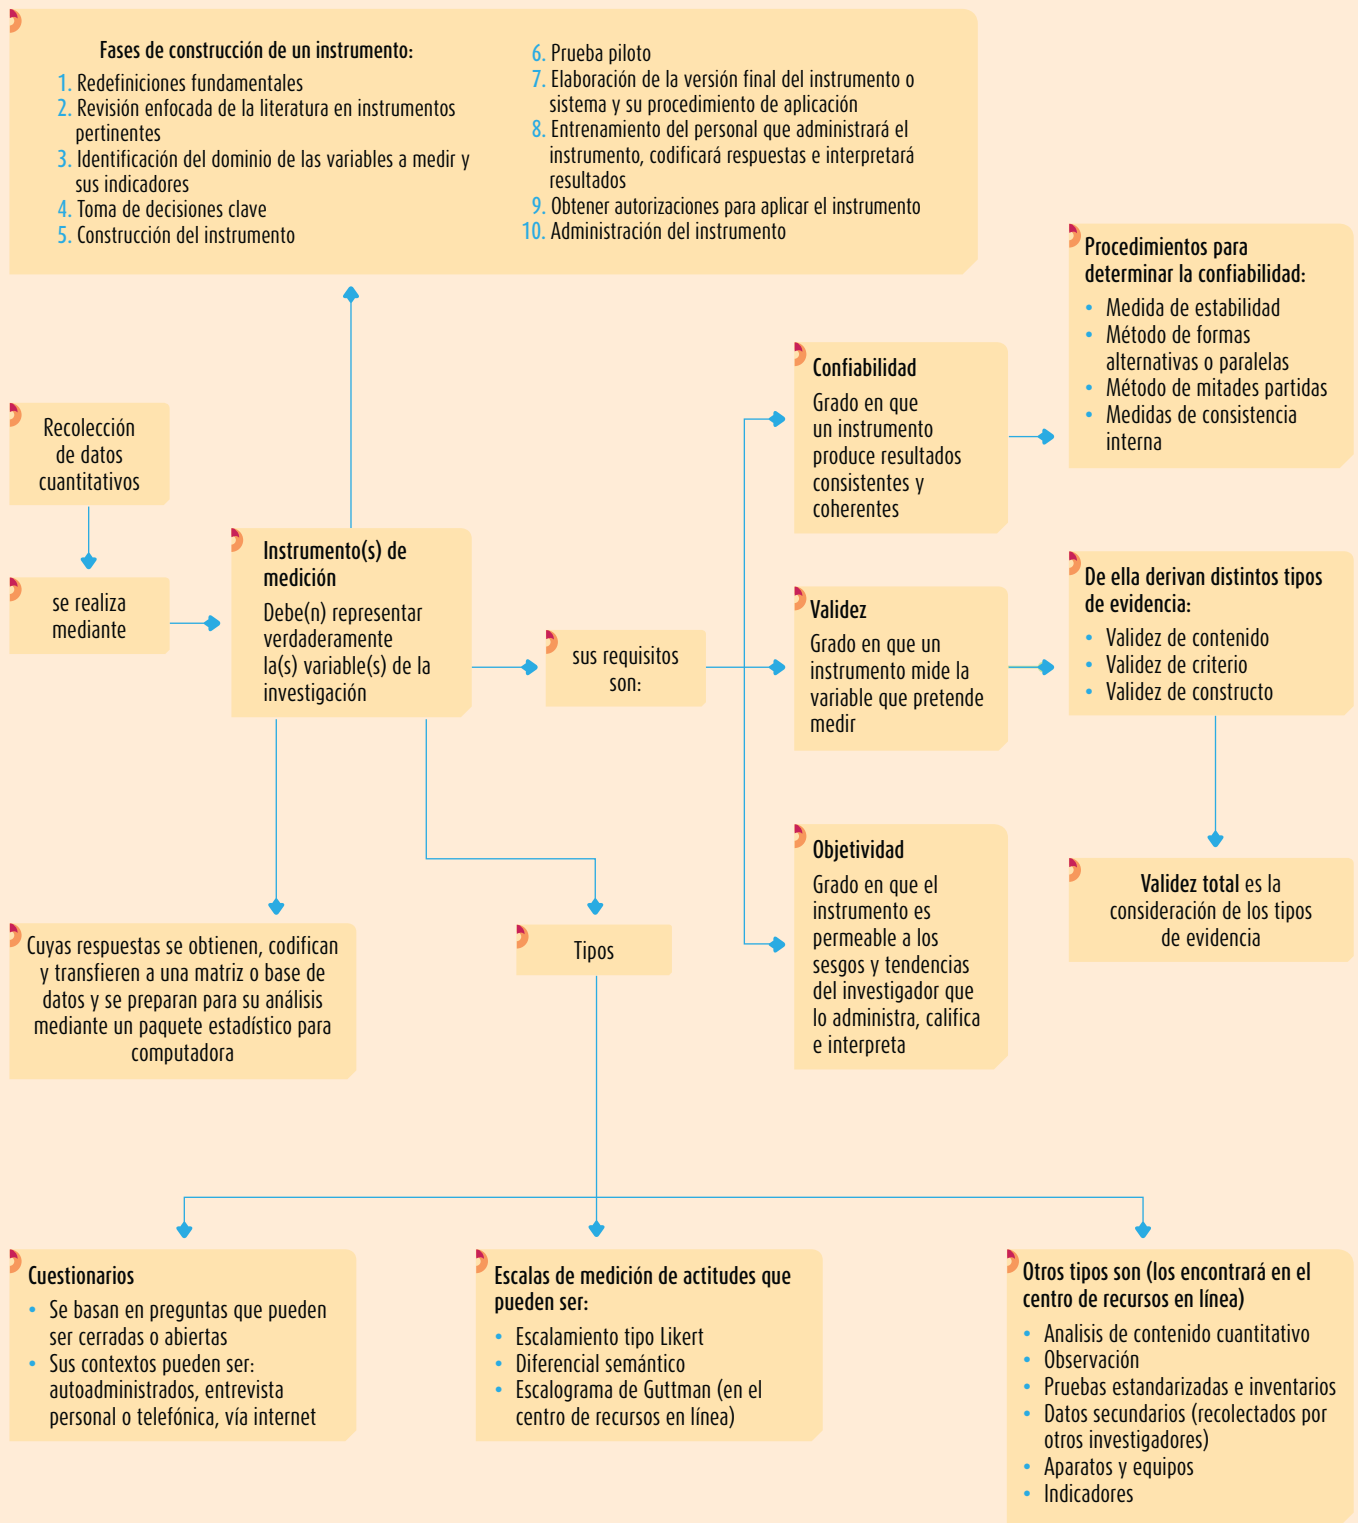 Fases de construcción de un instrumento:
1. Redefiniciones fundamentales
2. Revisión enfocada de la literatura en instrumentos
pertinentes
3. Identificación del dominio de las variables a medir y
sus indicadores
4. Toma de decisiones clave
5. Construcción del instrumento
6. Prueba piloto
7. Elaboración de la versión final del instrumento o
sistema y su procedimiento de aplicación
8. Entrenamiento del personal que administrará el
instrumento, codificará respuestas e interpretará
resultados
9. Obtener autorizaciones para aplicar el instrumento
10. Administración del instrumento
Recolección
de datos
cuantitativos
se realiza
mediante
Instrumento(s) de
medición
Debe(n) representar
verdaderamente
la(s) variable(s) de la
investigación
sus requisitos
son:
Confiabilidad
Grado en que
un instrumento
produce resultados
consistentes y
coherentes
Procedimientos para
determinar la confiabilidad:
• Medida de estabilidad
• Método de formas
alternativas o paralelas
• Método de mitades partidas
• Medidas de consistencia
interna
Validez
Grado en que un
instrumento mide la
variable que pretende
medir
De ella derivan distintos tipos
de evidencia:
• Validez de contenido
• Validez de criterio
• Validez de constructo
Validez total es la
consideración de los tipos
de evidencia
Objetividad
Grado en que el
instrumento es
permeable a los
sesgos y tendencias
del investigador que
lo administra, califica
e interpreta
Cuyas respuestas se obtienen, codifican
y transfieren a una matriz o base de
datos y se preparan para su análisis
mediante un paquete estadístico para
computadora
Tipos
Cuestionarios
• Se basan en preguntas que pueden
ser cerradas o abiertas
• Sus contextos pueden ser:
autoadministrados, entrevista
personal o telefónica, vía internet
Escalas de medición de actitudes que
pueden ser:
• Escalamiento tipo Likert
• Diferencial semántico
• Escalograma de Guttman (en el
centro de recursos en línea)
Otros tipos son (los encontrará en el
centro de recursos en línea)
• Analisis de contenido cuantitativo
• Observación
• Pruebas estandarizadas e inventarios
• Datos secundarios (recolectados por
otros investigadores)
• Aparatos y equipos
• Indicadores